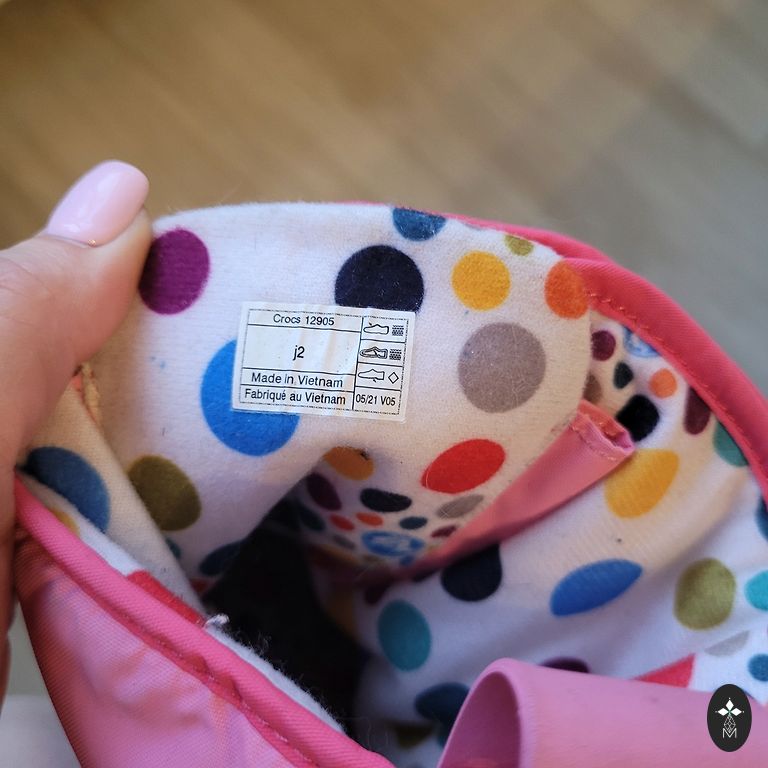 Crocs 12905
j2
Made in Vietnam
Fabriqué au Vietnam
05/21 V05
M